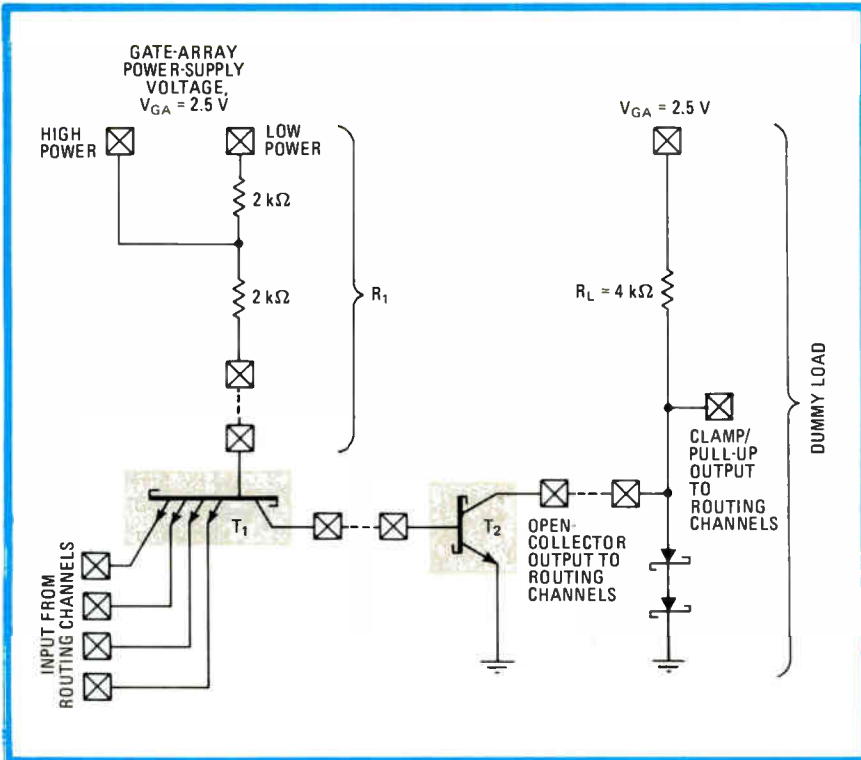 GATE-ARRAY
POWER-SUPPLY
VOLTAGE,
V_GA = 2.5 V
HIGH
POWER
LOW
POWER
2 kΩ
2 kΩ
R₁
T₁
INPUT FROM
ROUTING CHANNELS
T₂
OPEN-
COLLECTOR
OUTPUT TO
ROUTING
CHANNELS
V_GA = 2.5 V
R_L = 4 kΩ
CLAMP/
PULL-UP
OUTPUT
TO
ROUTING
CHANNELS
DUMMY LOAD